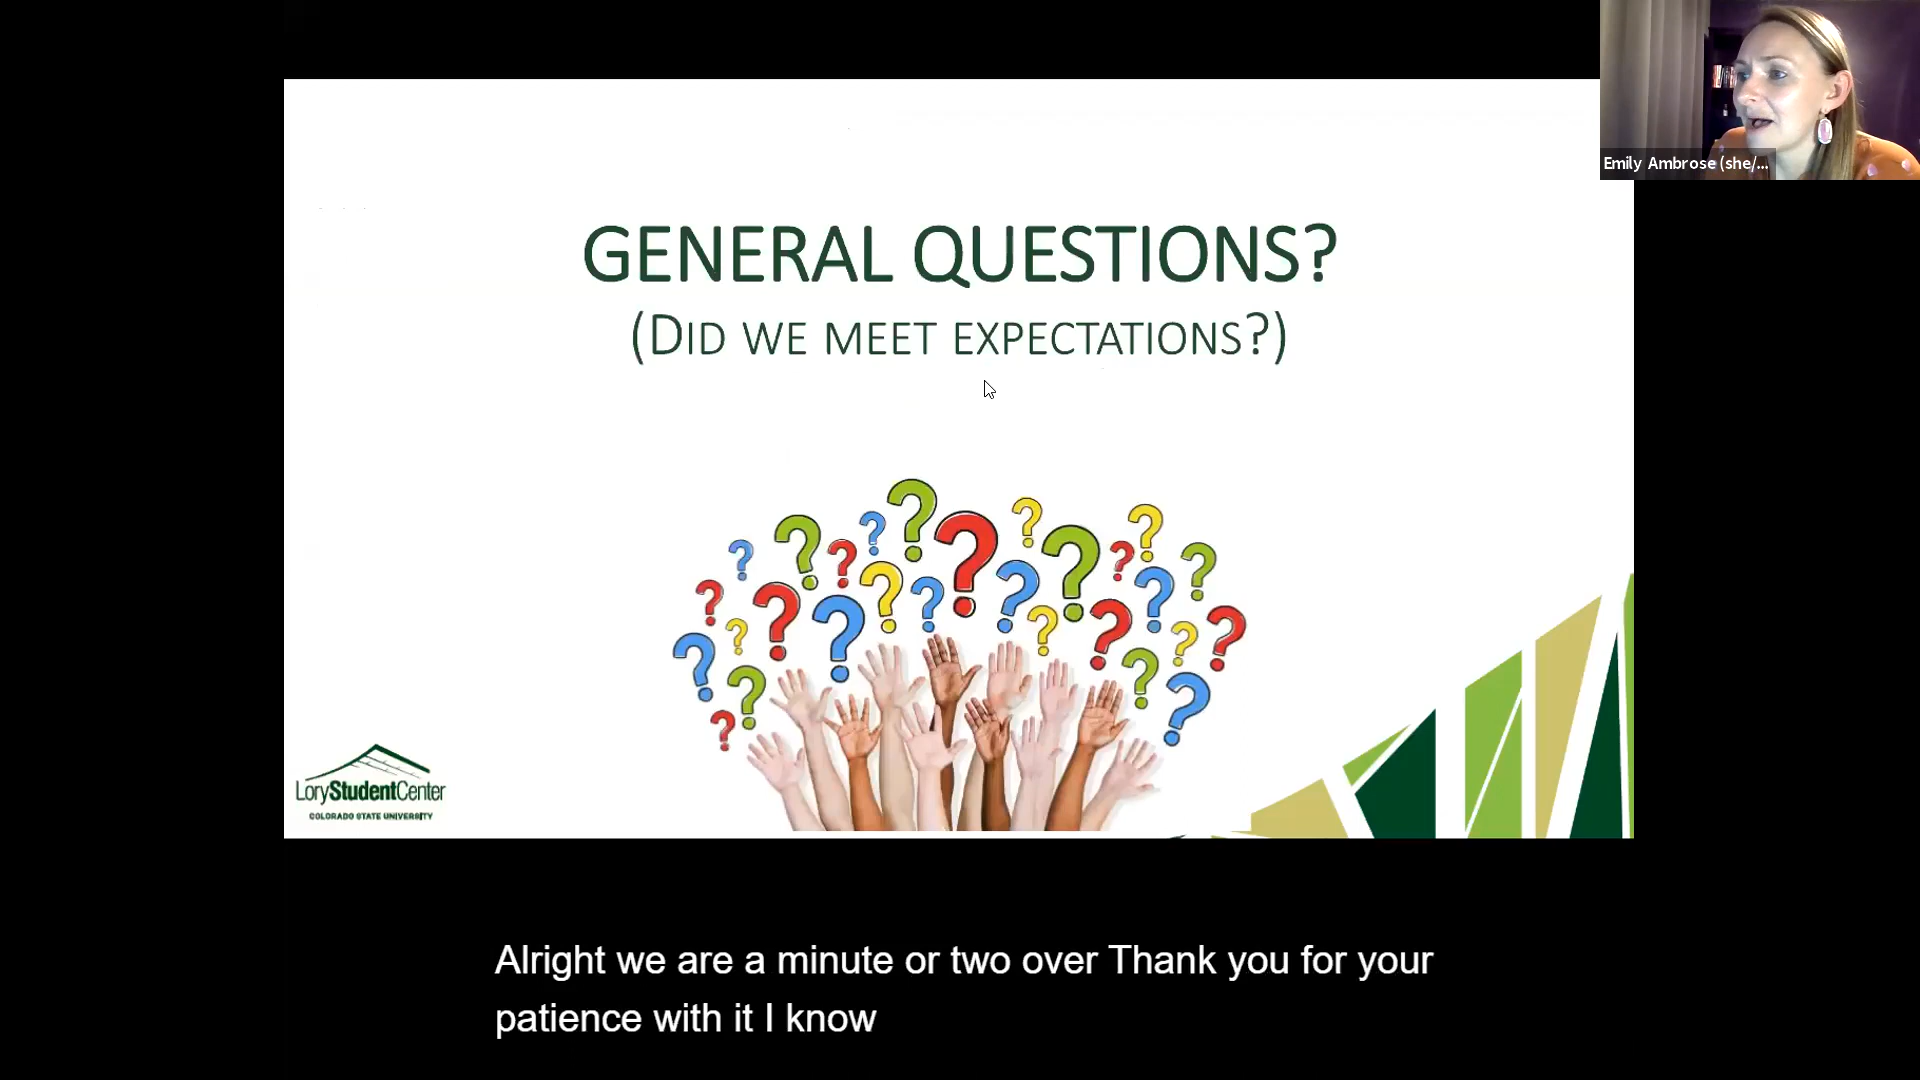 Emily Ambrose (she/...
GENERAL QUESTIONS?
(DID WE MEET EXPECTATIONS?)
LoryStudentCenter
COLORADO STATE UNIVERSITY
Alright we are a minute or two over Thank you for your
patience with it I know